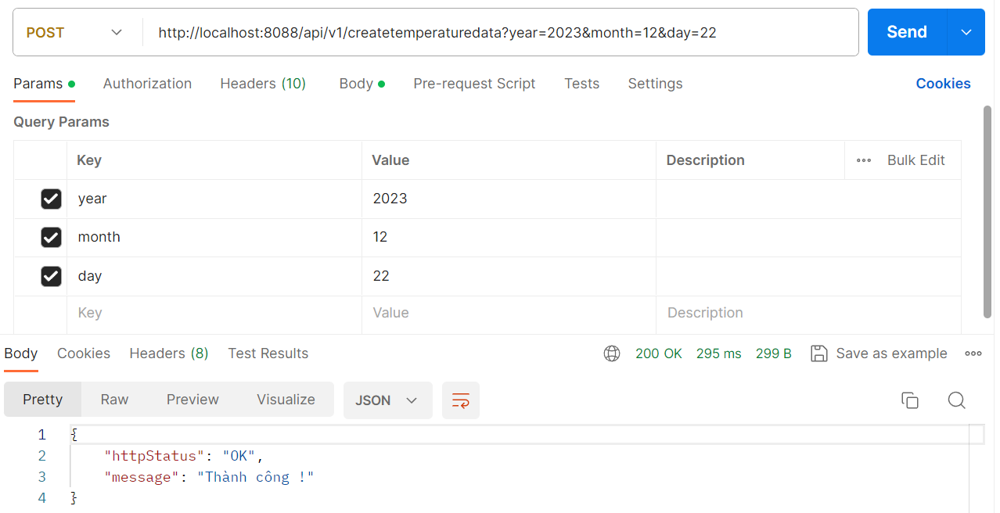 POST http://localhost:8088/api/v1/createtemperaturedata?year=2023&month=12&day=22 Send
Params Authorization Headers (10) Body Pre-request Script Tests Settings Cookies
Query Params
Key Value Description Bulk Edit
year 2023
month 12
day 22
Key Value Description
Body Cookies Headers (8) Test Results 200 OK 295 ms 299 B Save as example
Pretty Raw Preview Visualize JSON
1 {
2 "httpStatus": "OK",
3 "message": "Thành công !"
4 }